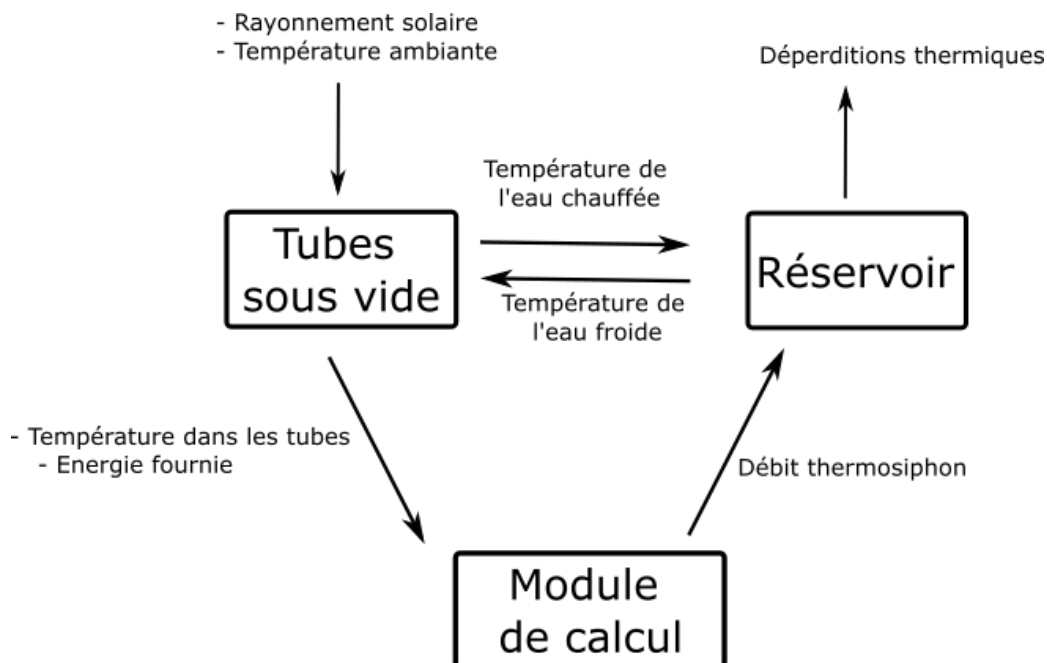 - Rayonnement solaire
- Température ambiante
Déperditions thermiques
Température de
l'eau chauffée
Tubes
sous vide
Réservoir
Température de
l'eau froide
- Température dans les tubes
- Energie fournie
Débit thermosiphon
Module
de calcul